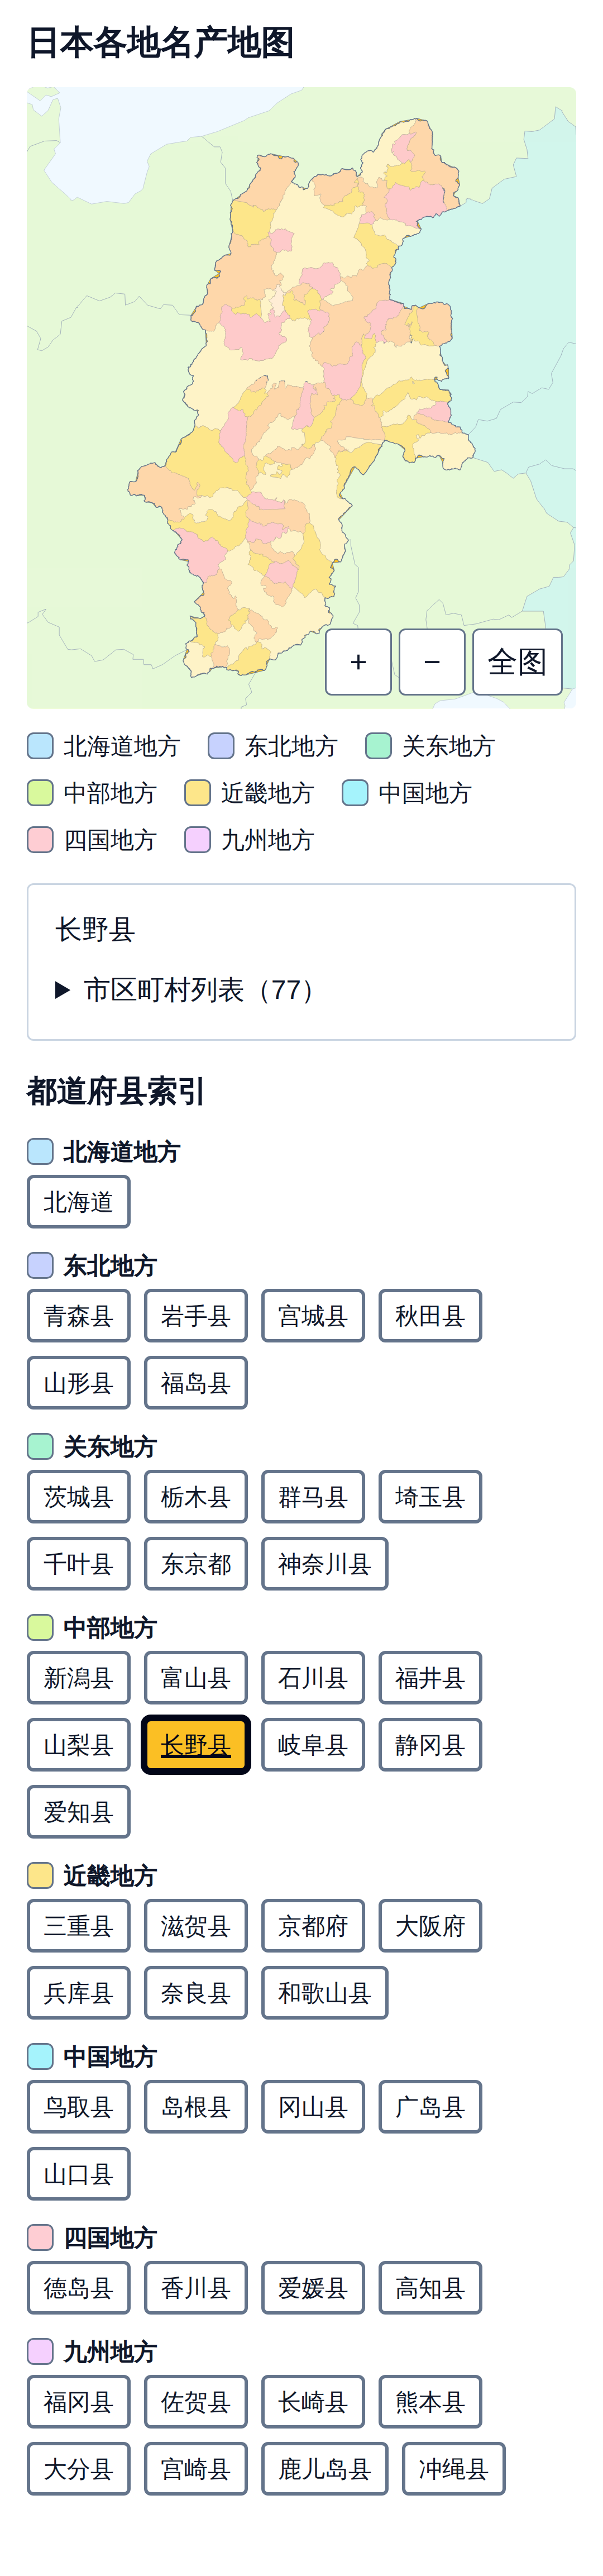 日本各地名产地图
+ − 全图
北海道地方 东北地方 关东地方
中部地方 近畿地方 中国地方
四国地方 九州地方
长野县
▶ 市区町村列表（77）
都道府县索引
北海道地方
北海道
东北地方
青森县 岩手县 宫城县 秋田县
山形县 福岛县
关东地方
茨城县 栃木县 群马县 埼玉县
千叶县 东京都 神奈川县
中部地方
新潟县 富山县 石川县 福井县
山梨县 长野县 岐阜县 静冈县
爱知县
近畿地方
三重县 滋贺县 京都府 大阪府
兵库县 奈良县 和歌山县
中国地方
鸟取县 岛根县 冈山县 广岛县
山口县
四国地方
德岛县 香川县 爱媛县 高知县
九州地方
福冈县 佐贺县 长崎县 熊本县
大分县 宫崎县 鹿儿岛县 冲绳县